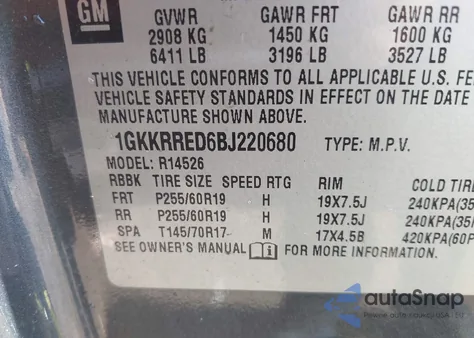 GM
GVWR GAWR FRT GAWR RR
2908 KG 1450 KG 1600 KG
6411 LB 3196 LB 3527 LB
THIS VEHICLE CONFORMS TO ALL APPLICABLE U.S. FE
VEHICLE SAFETY STANDARDS IN EFFECT ON THE DATE
MANUFACTURE SHOWN ABOVE.
1GKKRRED6BJ220680 TYPE: M.P.V.
MODEL: R14526
RBBK TIRE SIZE SPEED RTG RIM COLD TIR
FRT P255/60R19 H 19X7.5J 240KPA(35
RR P255/60R19 H 19X7.5J 240KPA(35
SPA T145/70R17 M 17X4.5B 420KPA(60P
SEE OWNER'S MANUAL i FOR MORE INFORMATION.
autoSnap